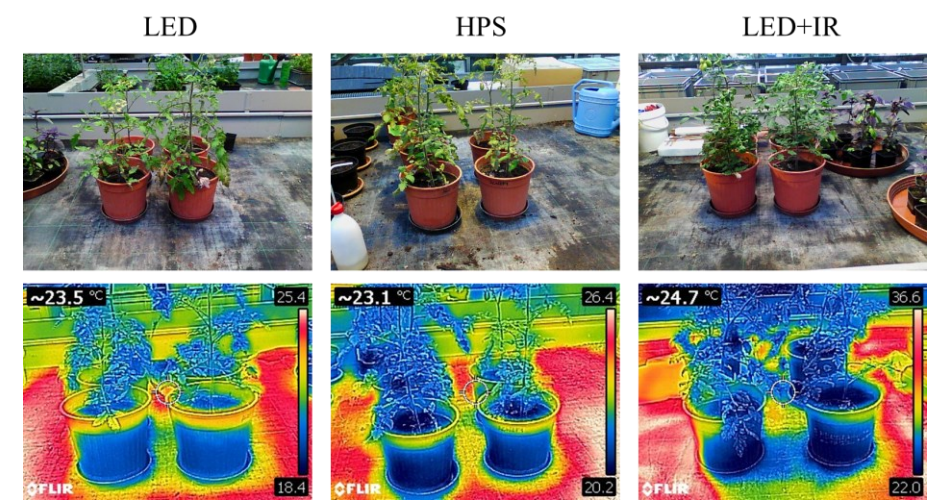 LED HPS LED+IR
~23.5 °C 25.4 ~23.1 °C 26.4 ~24.7 °C 36.6
◇FLIR 18.4 ◇FLIR 20.2 ◇FLIR 22.0